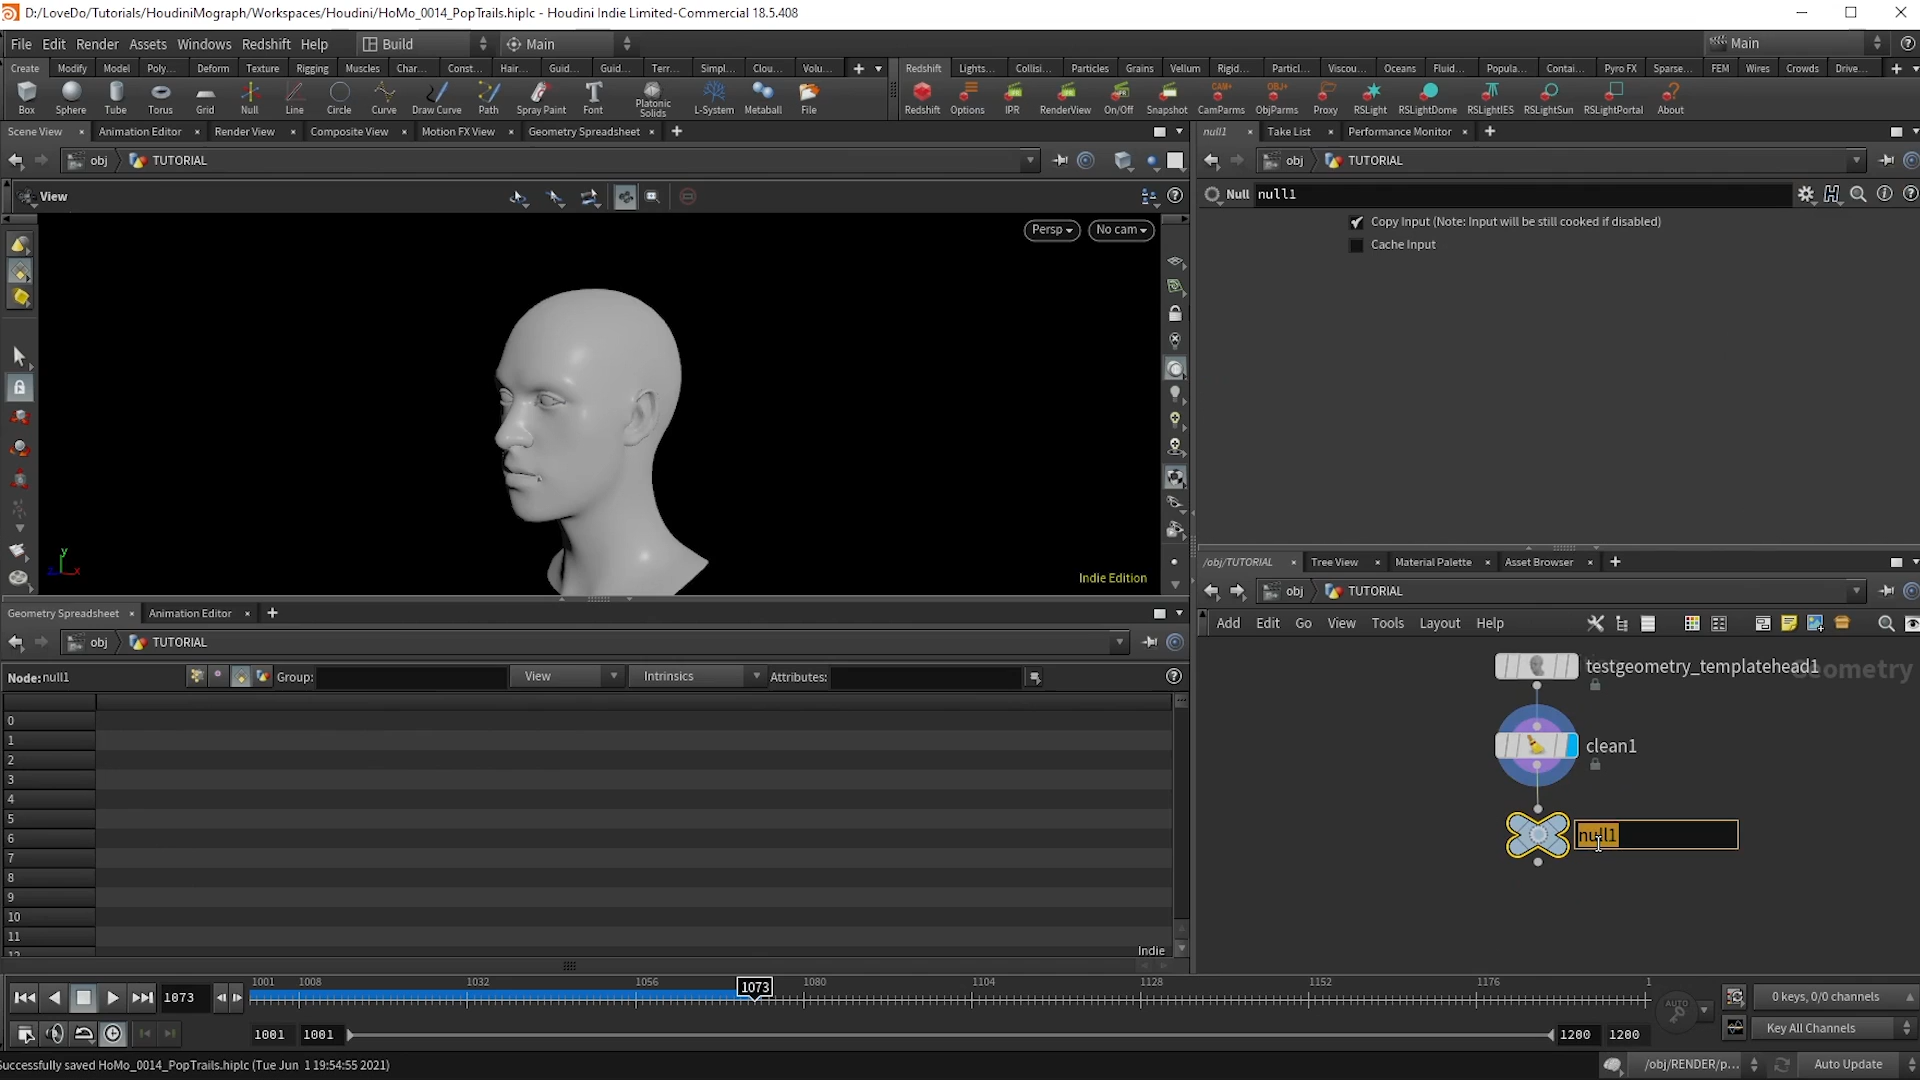 D:/LoveDo/Tutorials/HoudiniMograph/Workspaces/Houdini/HoMo_0014_PopTrails.hiplc - Houdini Indie Limited-Commercial 18.5.408
File Edit Render Assets Windows Redshift Help Build Main Main
Create Modify Model Poly... Deform Texture Rigging Muscles Char... Const... Hair... Guid... Guid... Terr... Simpl... Clou... Volu...
Redshift Lights... Collisi... Particles Grains Vellum Rigid... Particl... Viscou... Oceans Fluid... Popula... Contai... Pyro FX Sparse... FEM Wires Crowds Drive...
Box Sphere Tube Torus Grid Null Line Circle Curve Draw Curve Path Spray Paint Font Platonic Solids L-System Metaball File
Redshift Options IPR RenderView On/Off Snapshot CamParms ObjParms Proxy RSLight RSLightDome RSLightIES RSLightSun RSLightPortal About
Scene View Animation Editor Render View Composite View Motion FX View Geometry Spreadsheet
null1 Take List Performance Monitor
obj TUTORIAL
obj TUTORIAL
View
Null null1
Copy Input (Note: Input will be still cooked if disabled)
Cache Input
Persp No cam
Indie Edition
y
z x
/obj/TUTORIAL Tree View Material Palette Asset Browser
obj TUTORIAL
Add Edit Go View Tools Layout Help
Geometry
testgeometry_templatehead1
clean1
null1
Geometry Spreadsheet Animation Editor
obj TUTORIAL
Node: null1 Group: View Intrinsics Attributes:
0
1
2
3
4
5
6
7
8
9
10
11
Indie
1001 1008 1032 1056 1073 1080 1104 1128 1152 1176 1
1073
AUTO
0 keys, 0/0 channels
1001 1001 1200 1200
Key All Channels
Successfully saved HoMo_0014_PopTrails.hiplc (Tue Jun 1 19:54:55 2021)
/obj/RENDER/p... Auto Update